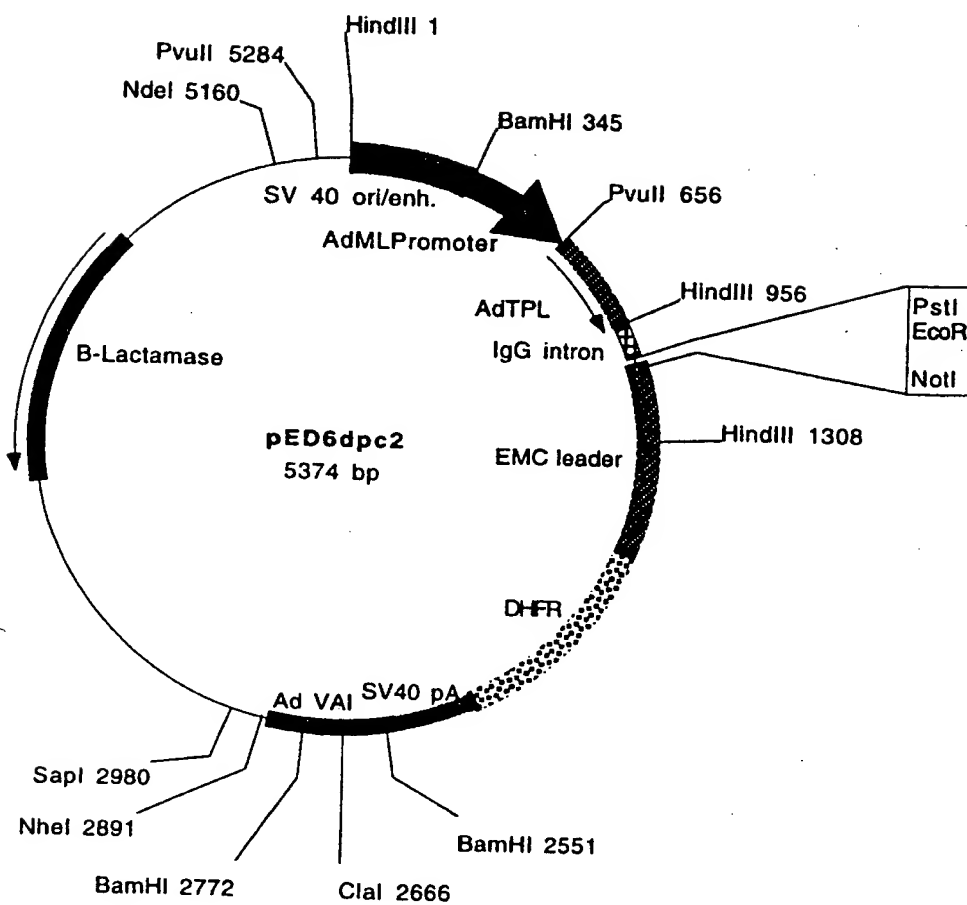 HindIII 1
PvuII 5284
NdeI 5160
BamHI 345
SV 40 ori/enh.
PvuII 656
AdMLPromoter
HindIII 956
AdTPL
PstI
EcoR
IgG intron
B-Lactamase
NotI
pED6dpc2
5374 bp
HindIII 1308
EMC leader
DHFR
Ad VAI
SV40 pA
SapI 2980
NheI 2891
BamHI 2551
BamHI 2772
ClaI 2666